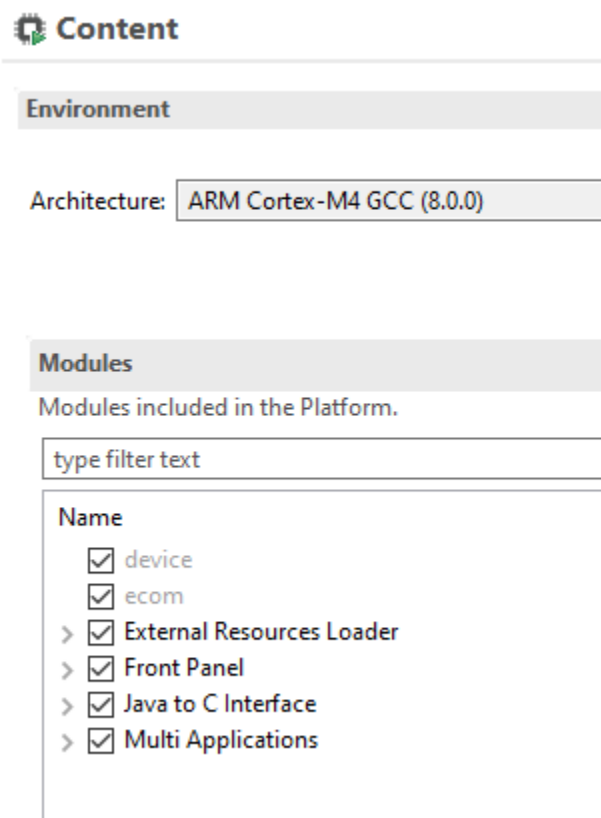 Content
Environment
Architecture: ARM Cortex-M4 GCC (8.0.0)
Modules
Modules included in the Platform.
type filter text
Name
device
ecom
External Resources Loader
Front Panel
Java to C Interface
Multi Applications